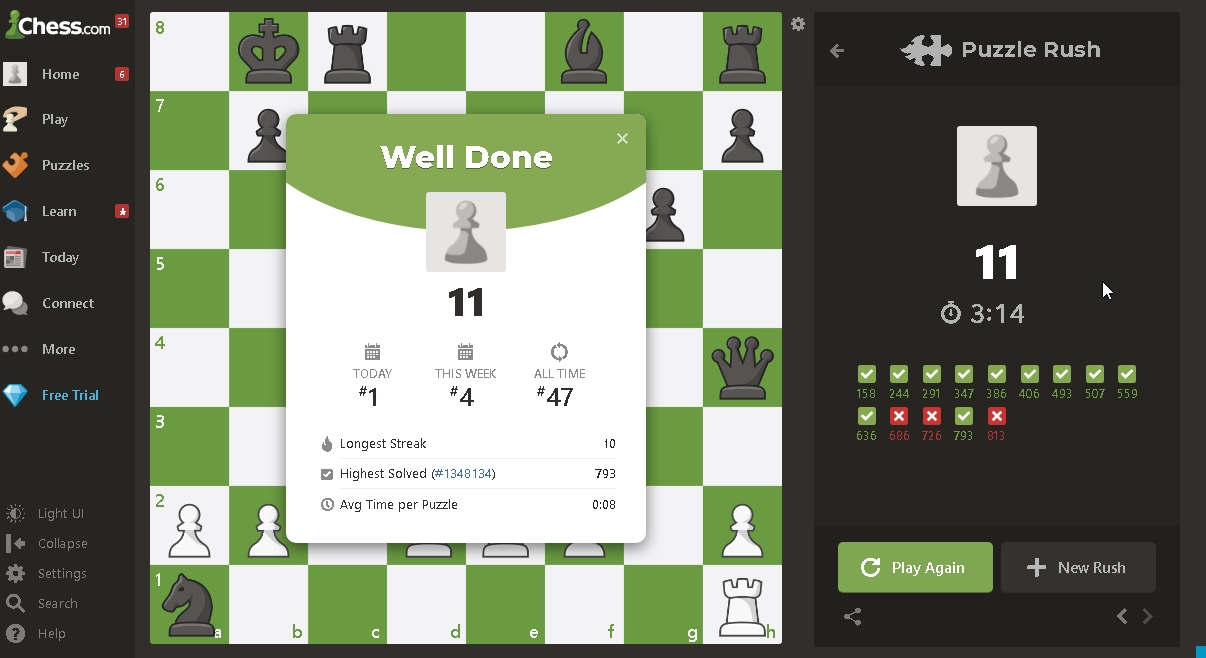 Chess.com 31
Home 6
Play
Puzzles
Learn
Today
Connect
More
Free Trial
Light UI
Collapse
Settings
Search
Help
8
7
6
5
4
3
2
1
a b c d e f g h
Well Done
11
TODAY THIS WEEK ALL TIME
#1 #4 #47
Longest Streak 10
Highest Solved (#1348134) 793
Avg Time per Puzzle 0:08
Puzzle Rush
11
3:14
158 244 291 347 386 406 493 507 559
636 686 726 793 813
Play Again
New Rush